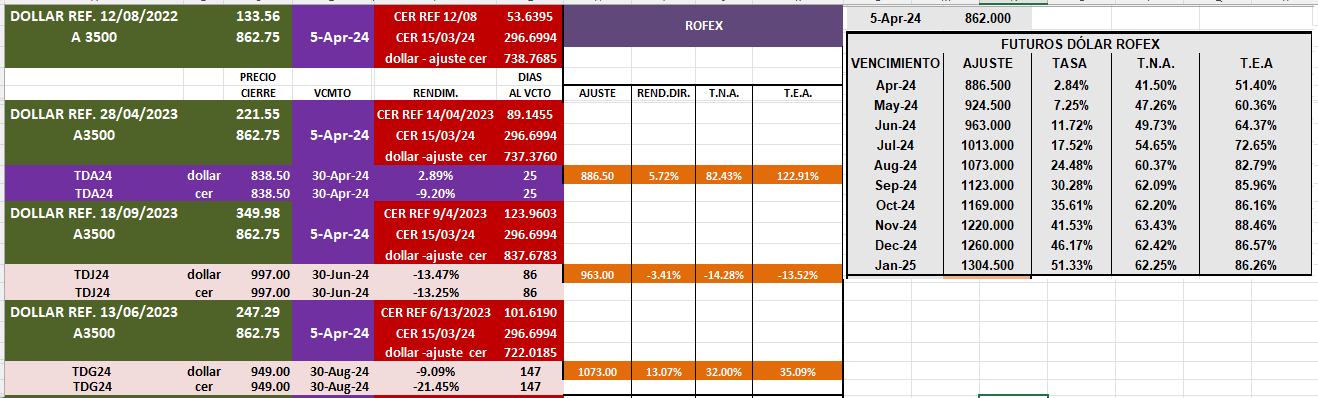 DOLLAR REF. 12/08/2022 133.56 CER REF 12/08 53.6395
A 3500 862.75 5-Apr-24 CER 15/03/24 296.6994
dollar - ajuste cer 738.7685
ROFEX
PRECIO DIAS
CIERRE VCMTO RENDIM. AL VCTO AJUSTE REND.DIR. T.N.A. T.E.A.
DOLLAR REF. 28/04/2023 221.55 CER REF 14/04/2023 89.1455
A3500 862.75 5-Apr-24 CER 15/03/24 296.6994
dollar -ajuste cer 737.3760
TDA24 dollar 838.50 30-Apr-24 2.89% 25 886.50 5.72% 82.43% 122.91%
TDA24 cer 838.50 30-Apr-24 -9.20% 25
DOLLAR REF. 18/09/2023 349.98 CER REF 9/4/2023 123.9603
A3500 862.75 5-Apr-24 CER 15/03/24 296.6994
dollar -ajuste cer 837.6783
TDJ24 dollar 997.00 30-Jun-24 -13.47% 86 963.00 -3.41% -14.28% -13.52%
TDJ24 cer 997.00 30-Jun-24 -13.25% 86
DOLLAR REF. 13/06/2023 247.29 CER REF 6/13/2023 101.6190
A3500 862.75 5-Apr-24 CER 15/03/24 296.6994
dollar -ajuste cer 722.0185
TDG24 dollar 949.00 30-Aug-24 -9.09% 147 1073.00 13.07% 32.00% 35.09%
TDG24 cer 949.00 30-Aug-24 -21.45% 147
5-Apr-24 862.000
FUTUROS DÓLAR ROFEX
VENCIMIENTO AJUSTE TASA T.N.A. T.E.A
Apr-24 886.500 2.84% 41.50% 51.40%
May-24 924.500 7.25% 47.26% 60.36%
Jun-24 963.000 11.72% 49.73% 64.37%
Jul-24 1013.000 17.52% 54.65% 72.65%
Aug-24 1073.000 24.48% 60.37% 82.79%
Sep-24 1123.000 30.28% 62.09% 85.96%
Oct-24 1169.000 35.61% 62.20% 86.16%
Nov-24 1220.000 41.53% 63.43% 88.46%
Dec-24 1260.000 46.17% 62.42% 86.57%
Jan-25 1304.500 51.33% 62.25% 86.26%